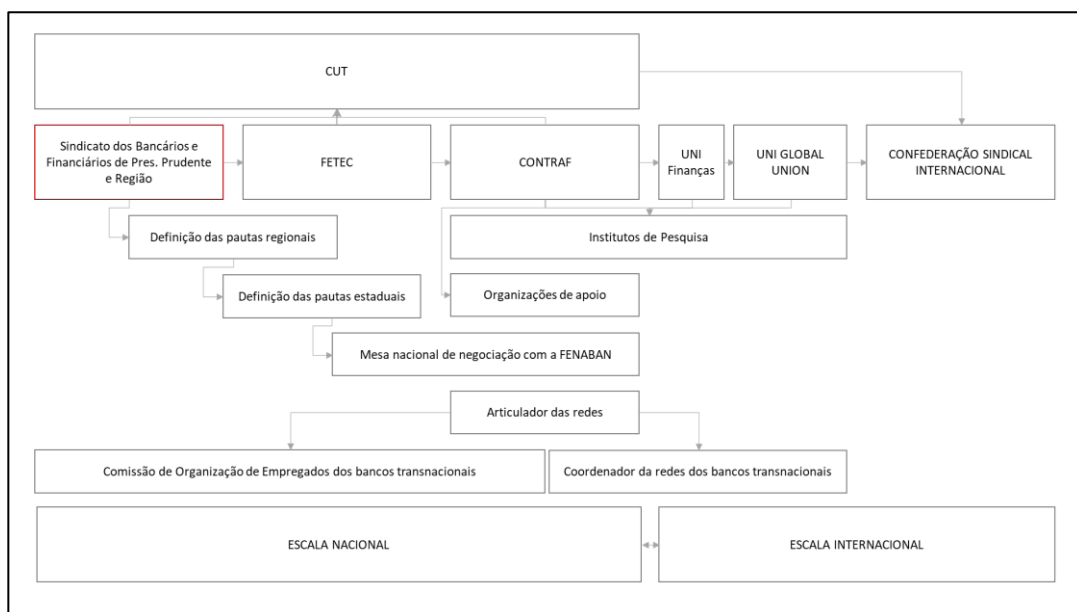 CUT
Sindicato dos Bancários e
Financiários de Pres. Prudente
e Região
FETEC
CONTRAF
UNI
Finanças
UNI GLOBAL
UNION
CONFEDERAÇÃO SINDICAL
INTERNACIONAL
Definição das pautas regionais
Institutos de Pesquisa
Definição das pautas estaduais
Organizações de apoio
Mesa nacional de negociação com a FENABAN
Articulador das redes
Comissão de Organização de Empregados dos bancos transnacionais
Coordenador da redes dos bancos transnacionais
ESCALA NACIONAL
ESCALA INTERNACIONAL